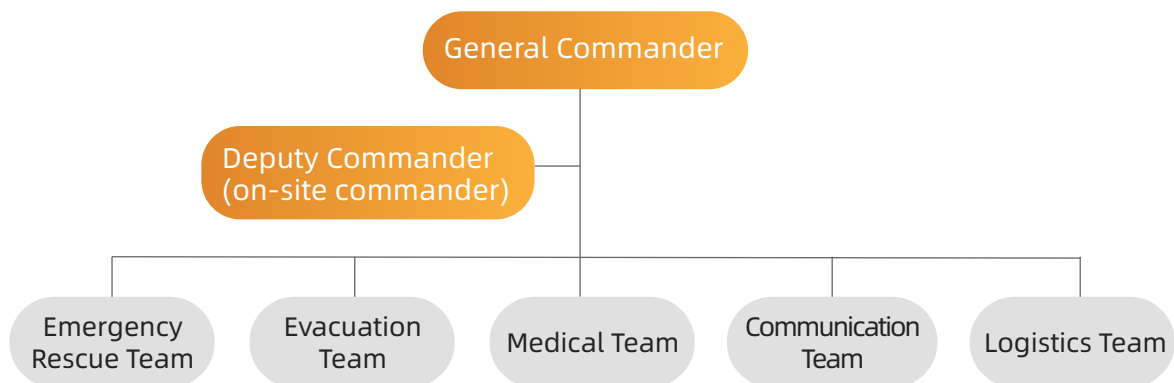 General Commander
Deputy Commander
(on-site commander)
Emergency
Rescue Team
Evacuation
Team
Medical Team
Communication
Team
Logistics Team